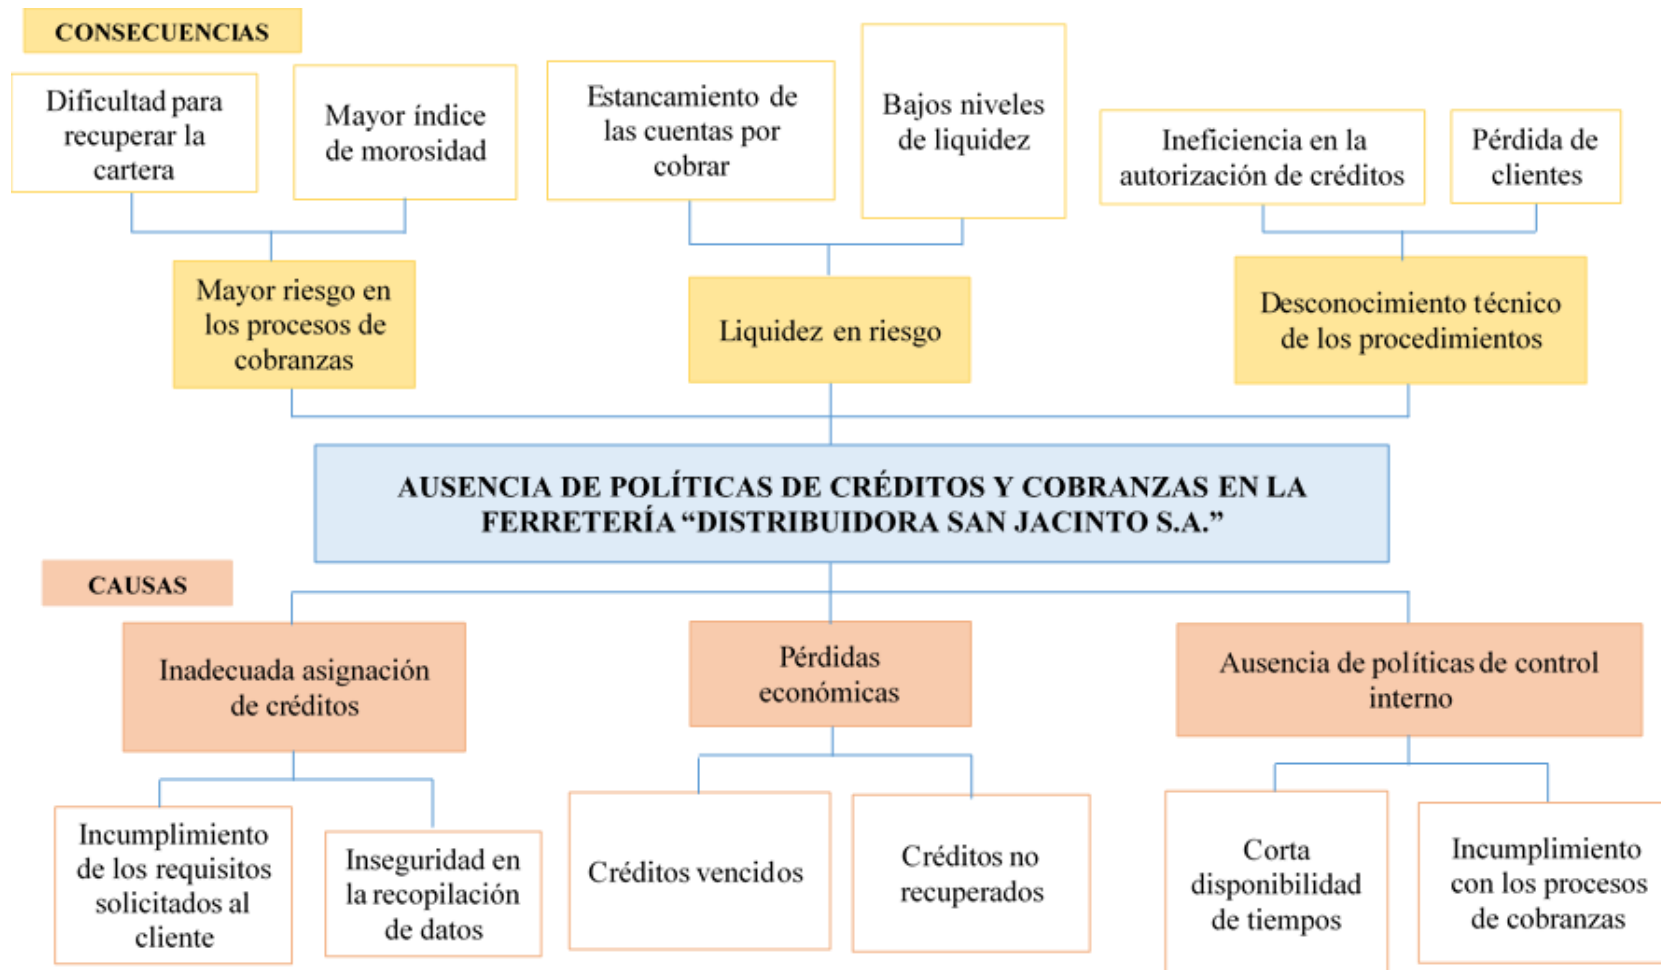 CONSECUENCIAS
Dificultad para
recuperar la
cartera
Mayor índice
de morosidad
Estancamiento de
las cuentas por
cobrar
Bajos niveles
de liquidez
Ineficiencia en la
autorización de créditos
Pérdida de
clientes
Mayor riesgo en
los procesos de
cobranzas
Liquidez en riesgo
Desconocimiento técnico
de los procedimientos
AUSENCIA DE POLÍTICAS DE CRÉDITOS Y COBRANZAS EN LA
FERRETERÍA “DISTRIBUIDORA SAN JACINTO S.A.”
CAUSAS
Inadecuada asignación
de créditos
Pérdidas
económicas
Ausencia de políticas de control
interno
Incumplimiento
de los requisitos
solicitados al
cliente
Inseguridad en
la recopilación
de datos
Créditos vencidos
Créditos no
recuperados
Corta
disponibilidad
de tiempos
Incumplimiento
con los procesos
de cobranzas